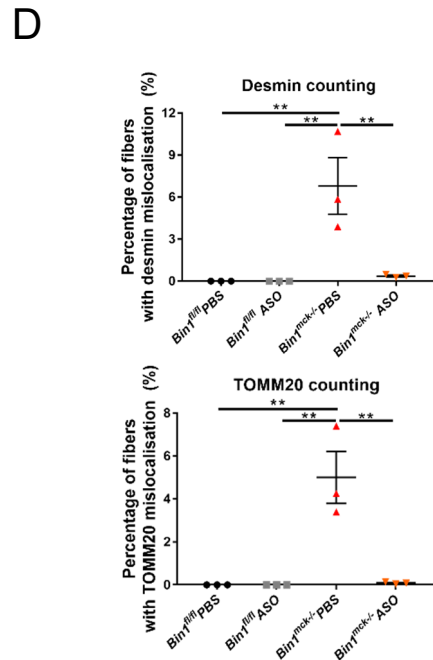 D
Desmin counting
Percentage of fibers
with desmin mislocalisation (%)
12
9
6
3
0
**
**
**
Bin1fl/fl PBS
Bin1fl/fl ASO
Bin1mck-/- PBS
Bin1mck-/- ASO
TOMM20 counting
Percentage of fibers
with TOMM20 mislocalisation (%)
8
6
4
2
0
**
**
**
Bin1fl/fl PBS
Bin1fl/fl ASO
Bin1mck-/- PBS
Bin1mck-/- ASO